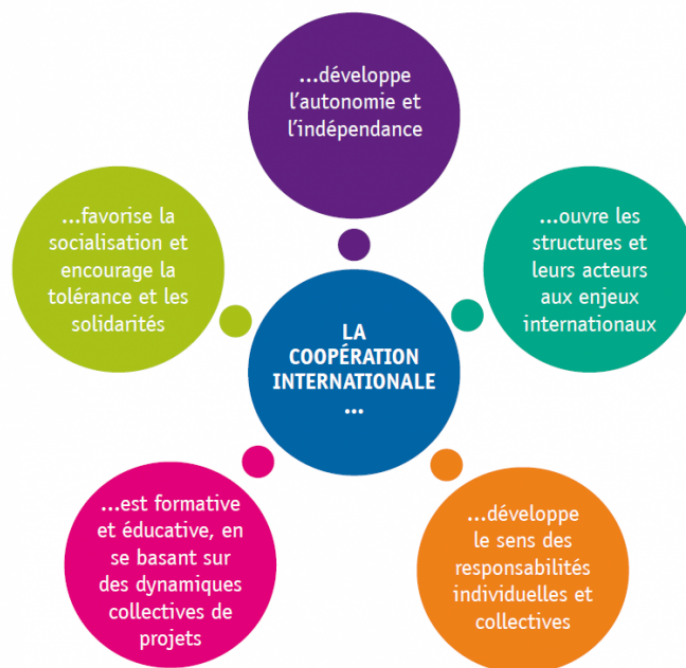 ...développe
l'autonomie et
l'indépendance
...favorise la
socialisation et
encourage la
tolérance et les
solidarités
...ouvre les
structures et
leurs acteurs
aux enjeux
internationaux
LA
COOPÉRATION
INTERNATIONALE
...
...est formative
et éducative, en
se basant sur
des dynamiques
collectives de
projets
...développe
le sens des
responsabilités
individuelles et
collectives